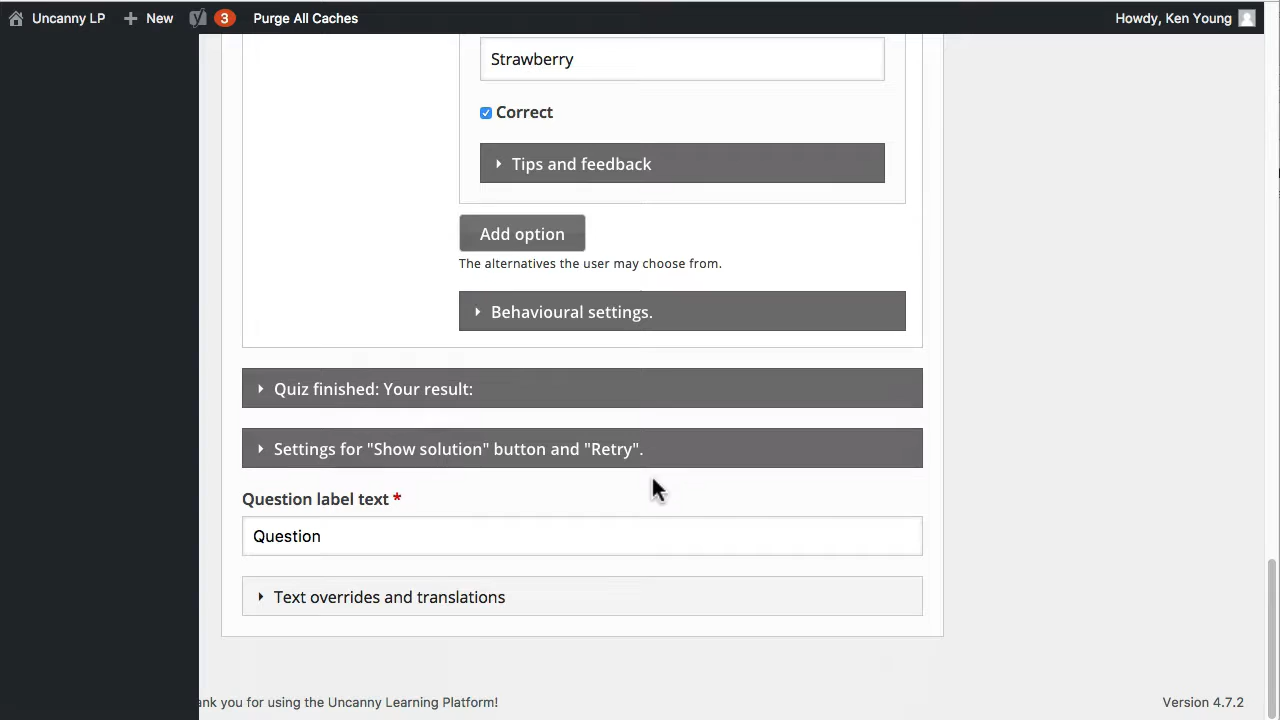 Uncanny LP New 3 Purge All Caches Howdy, Ken Young
Strawberry
Correct
Tips and feedback
Add option
The alternatives the user may choose from.
Behavioural settings.
Quiz finished: Your result:
Settings for "Show solution" button and "Retry".
Question label text *
Question
Text overrides and translations
ank you for using the Uncanny Learning Platform! Version 4.7.2